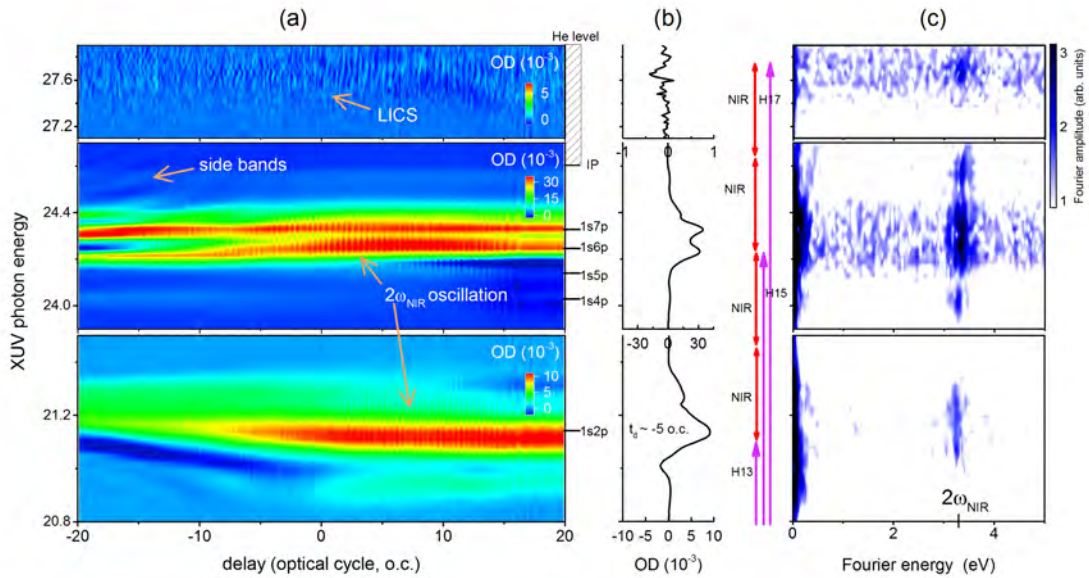 (a)
(b)
(c)
He level
27.6
27.2
OD (10-3)
5
0
LICS
24.4
24.0
side bands
OD (10-3)
30
15
0
2ωNIR oscillation
IP
1s7p
1s6p
1s5p
1s4p
21.2
20.8
OD (10-3)
10
5
0
1s2p
XUV photon energy
-20
-10
0
10
20
delay (optical cycle, o.c.)
1
0
1
-30
0
30
td ~ -5 o.c.
-10
-5
0
5
10
OD (10-3)
NIR
H17
NIR
NIR
H15
NIR
H13
3
2
1
Fourier amplitude (arb. units)
2ωNIR
0
2
4
Fourier energy (eV)